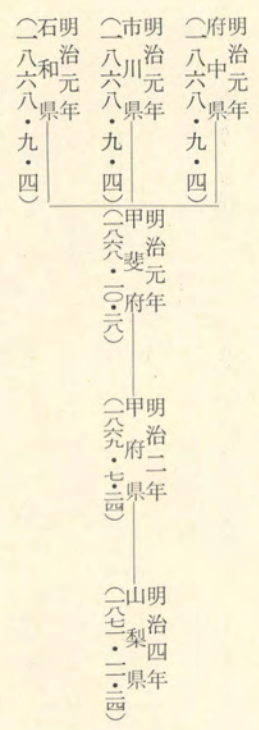 明治元年
府中県
(一八六八・九・四)
明治元年
市川県
(一八六八・九・四)
明治元年
石和県
(一八六八・九・四)
明治元年
甲斐府
(一八六八・一〇・二八)
明治二年
甲府県
(一八六九・七・二四)
明治四年
山梨県
(一八七一・一一・二四)